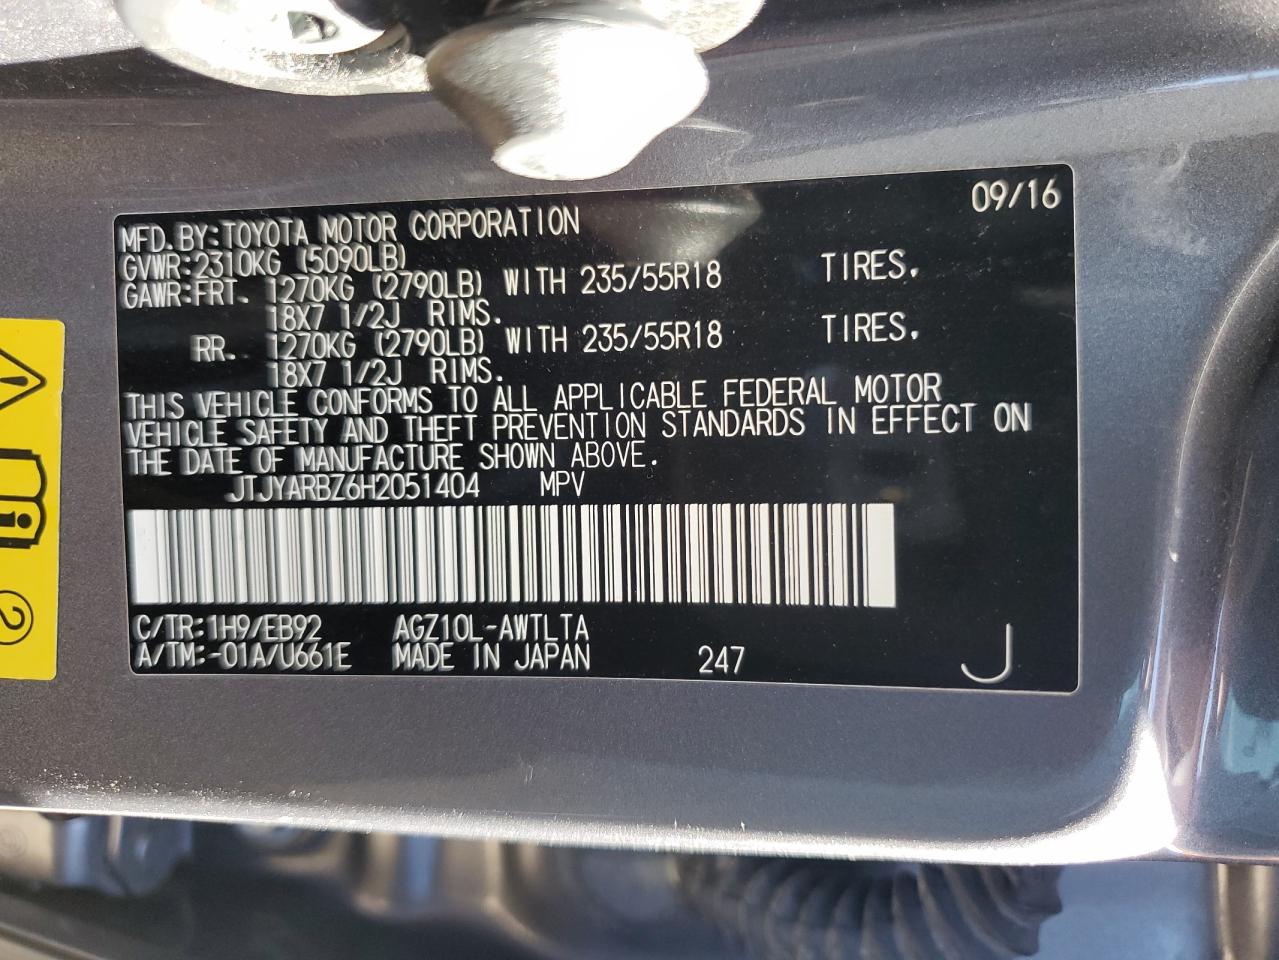 09/16
MFD. BY: TOYOTA MOTOR CORPORATION
GVWR: 2310KG (5090LB)
GAWR: FRT. 1270KG (2790LB) WITH 235/55R18 TIRES.
18X7 1/2J RIMS.
RR. 1270KG (2790LB) WITH 235/55R18 TIRES.
18X7 1/2J RIMS.
THIS VEHICLE CONFORMS TO ALL APPLICABLE FEDERAL MOTOR
VEHICLE SAFETY AND THEFT PREVENTION STANDARDS IN EFFECT ON
THE DATE OF MANUFACTURE SHOWN ABOVE.
JTJYARBZ6H2051404 MPV
C/TR: 1H9/EB92 AGZ10L-AWTLTA
A/TM: -01A/U661E MADE IN JAPAN 247 J
2